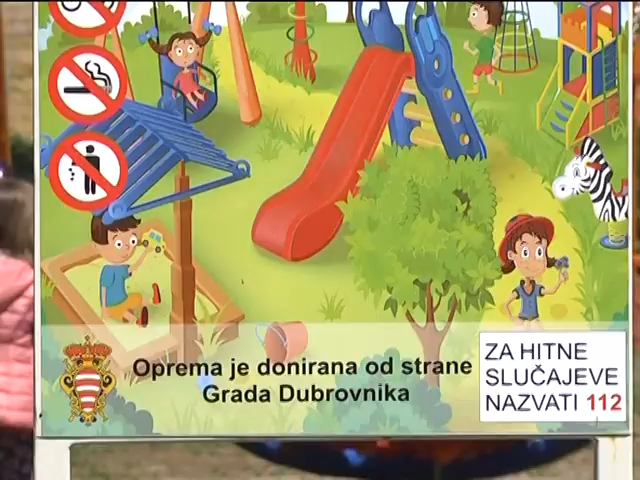 Oprema je donirana od strane
Grada Dubrovnika
ZA HITNE
SLUČAJEVE
NAZVATI 112